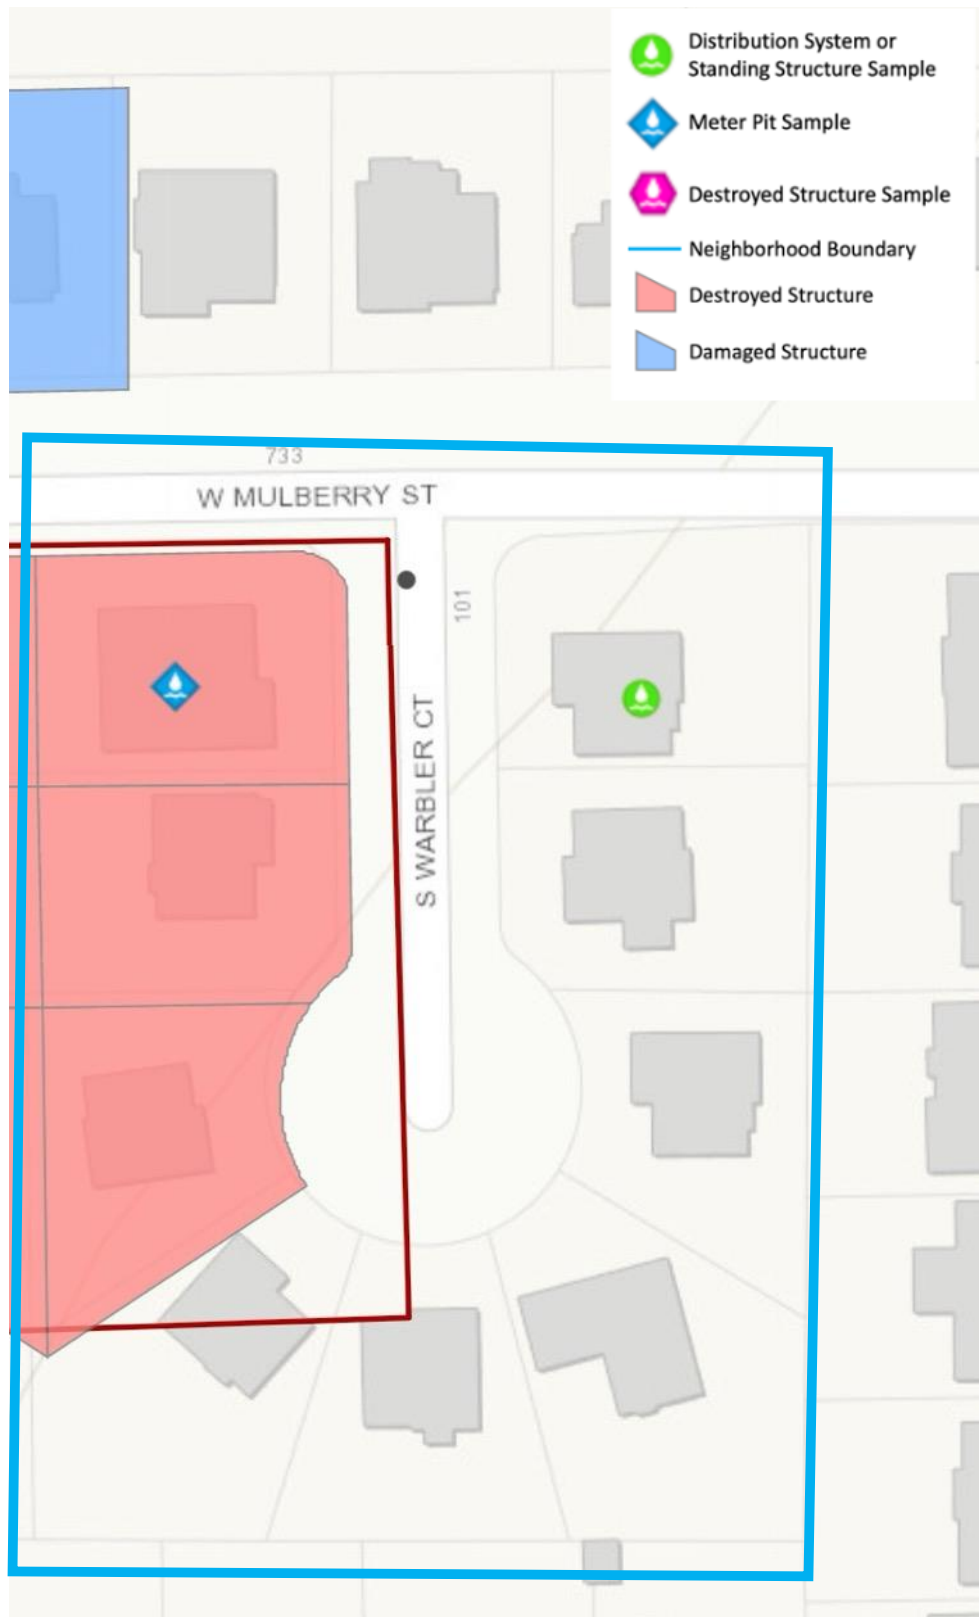 Distribution System or
Standing Structure Sample
Meter Pit Sample
Destroyed Structure Sample
Neighborhood Boundary
Destroyed Structure
Damaged Structure
733
W MULBERRY ST
101
S WARBLER CT